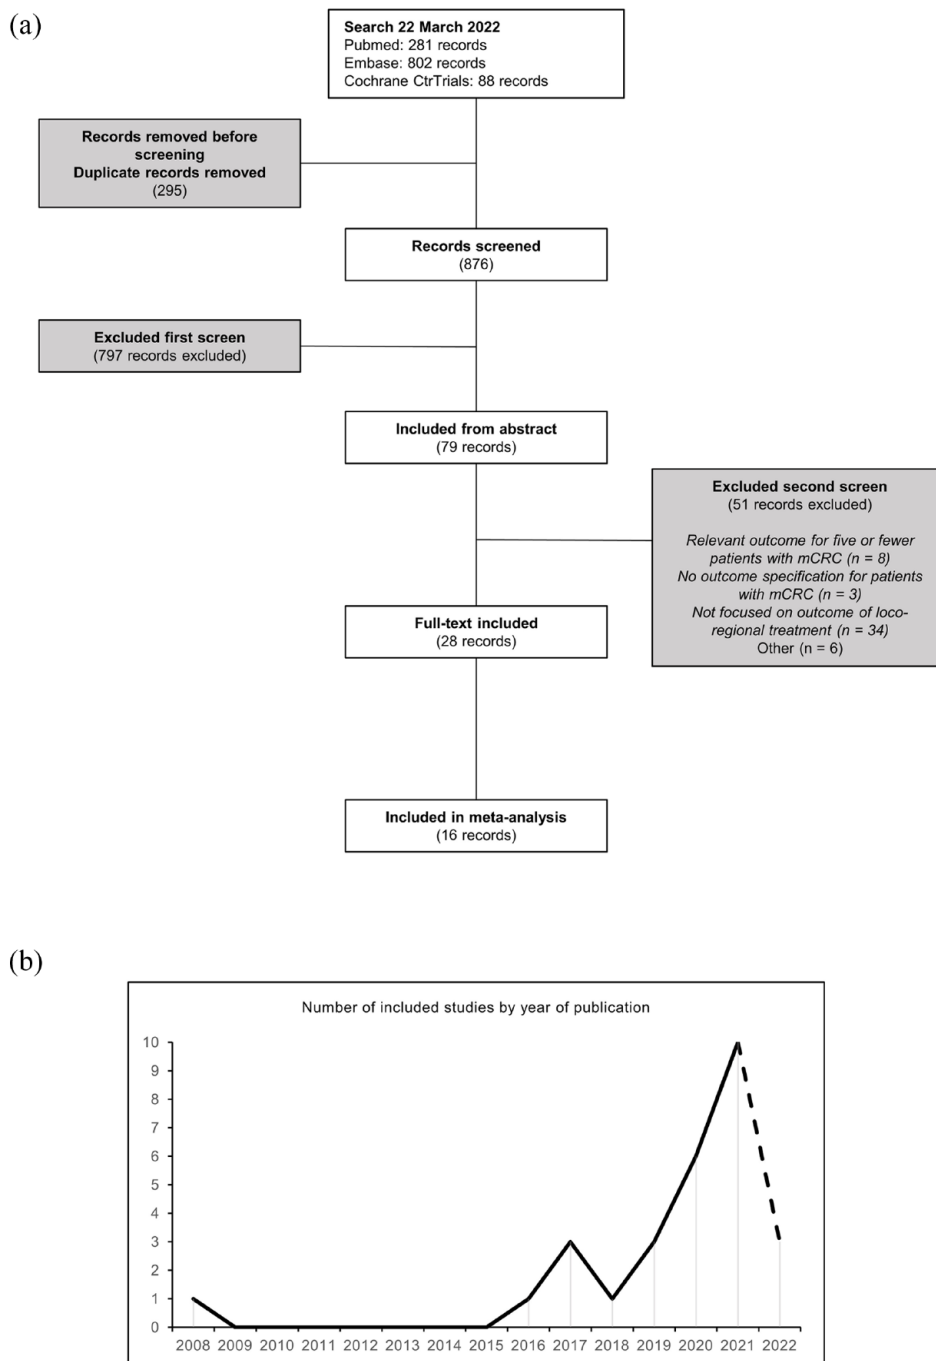 (a)
Search 22 March 2022
Pubmed: 281 records
Embase: 802 records
Cochrane CtrTrials: 88 records
Records removed before
screening
Duplicate records removed
(295)
Records screened
(876)
Excluded first screen
(797 records excluded)
Included from abstract
(79 records)
Excluded second screen
(51 records excluded)
Relevant outcome for five or fewer
patients with mCRC (n = 8)
No outcome specification for patients
with mCRC (n = 3)
Not focused on outcome of loco-
regional treatment (n = 34)
Other (n = 6)
Full-text included
(28 records)
Included in meta-analysis
(16 records)
(b)
Number of included studies by year of publication
10
9
8
7
6
5
4
3
2
1
0
2008 2009 2010 2011 2012 2013 2014 2015 2016 2017 2018 2019 2020 2021 2022